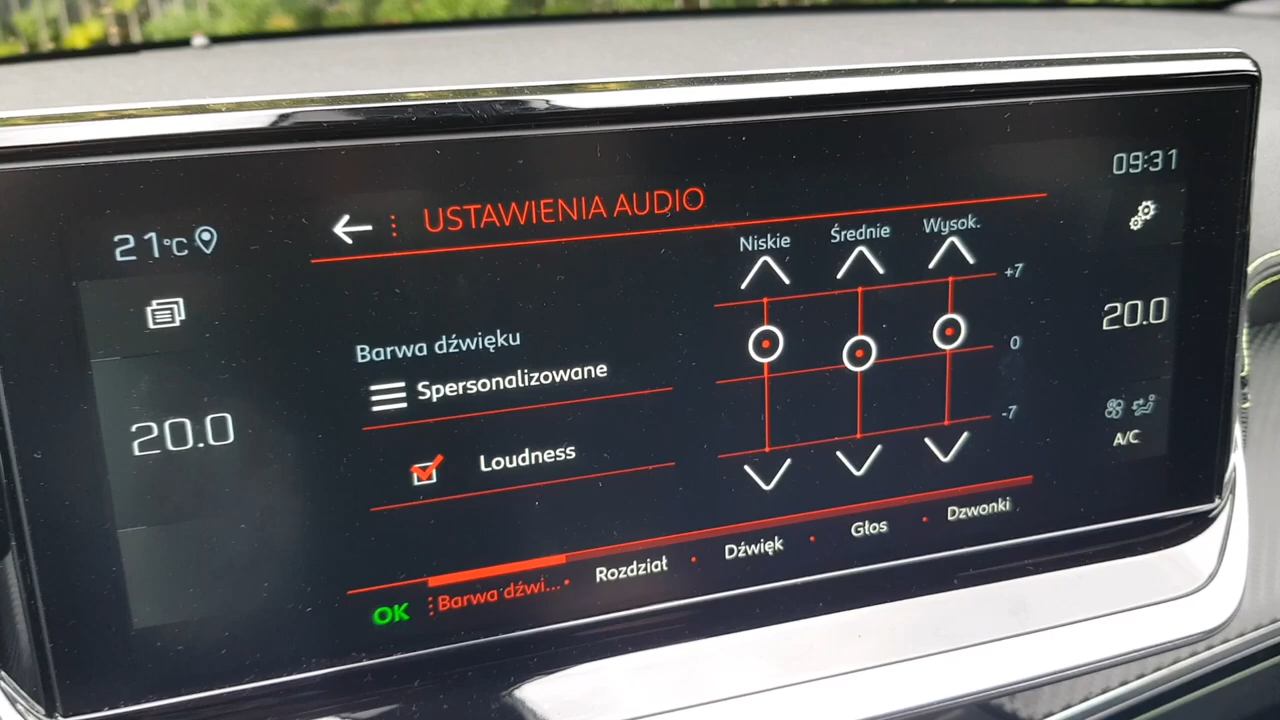 09:31
21°C
USTAWIENIA AUDIO
Niskie Średnie Wysok.
+7
0
-7
Barwa dźwięku
Spersonalizowane
Loudness
20.0
20.0
A/C
OK Barwa dźwi... Rozdział Dźwięk Głos Dzwonki